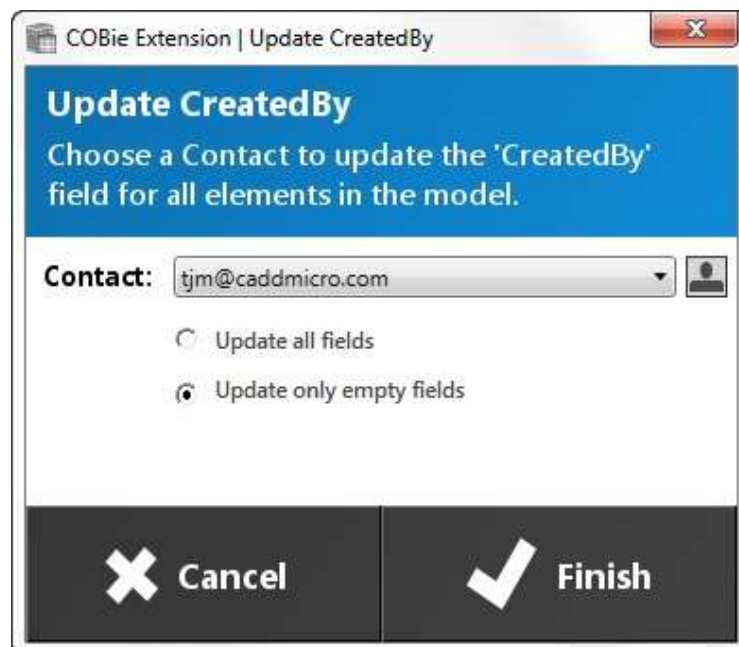 COBie Extension | Update CreatedBy
Update CreatedBy
Choose a Contact to update the 'CreatedBy'
field for all elements in the model.
Contact: tjm@caddmicro.com
Update all fields
Update only empty fields
Cancel Finish